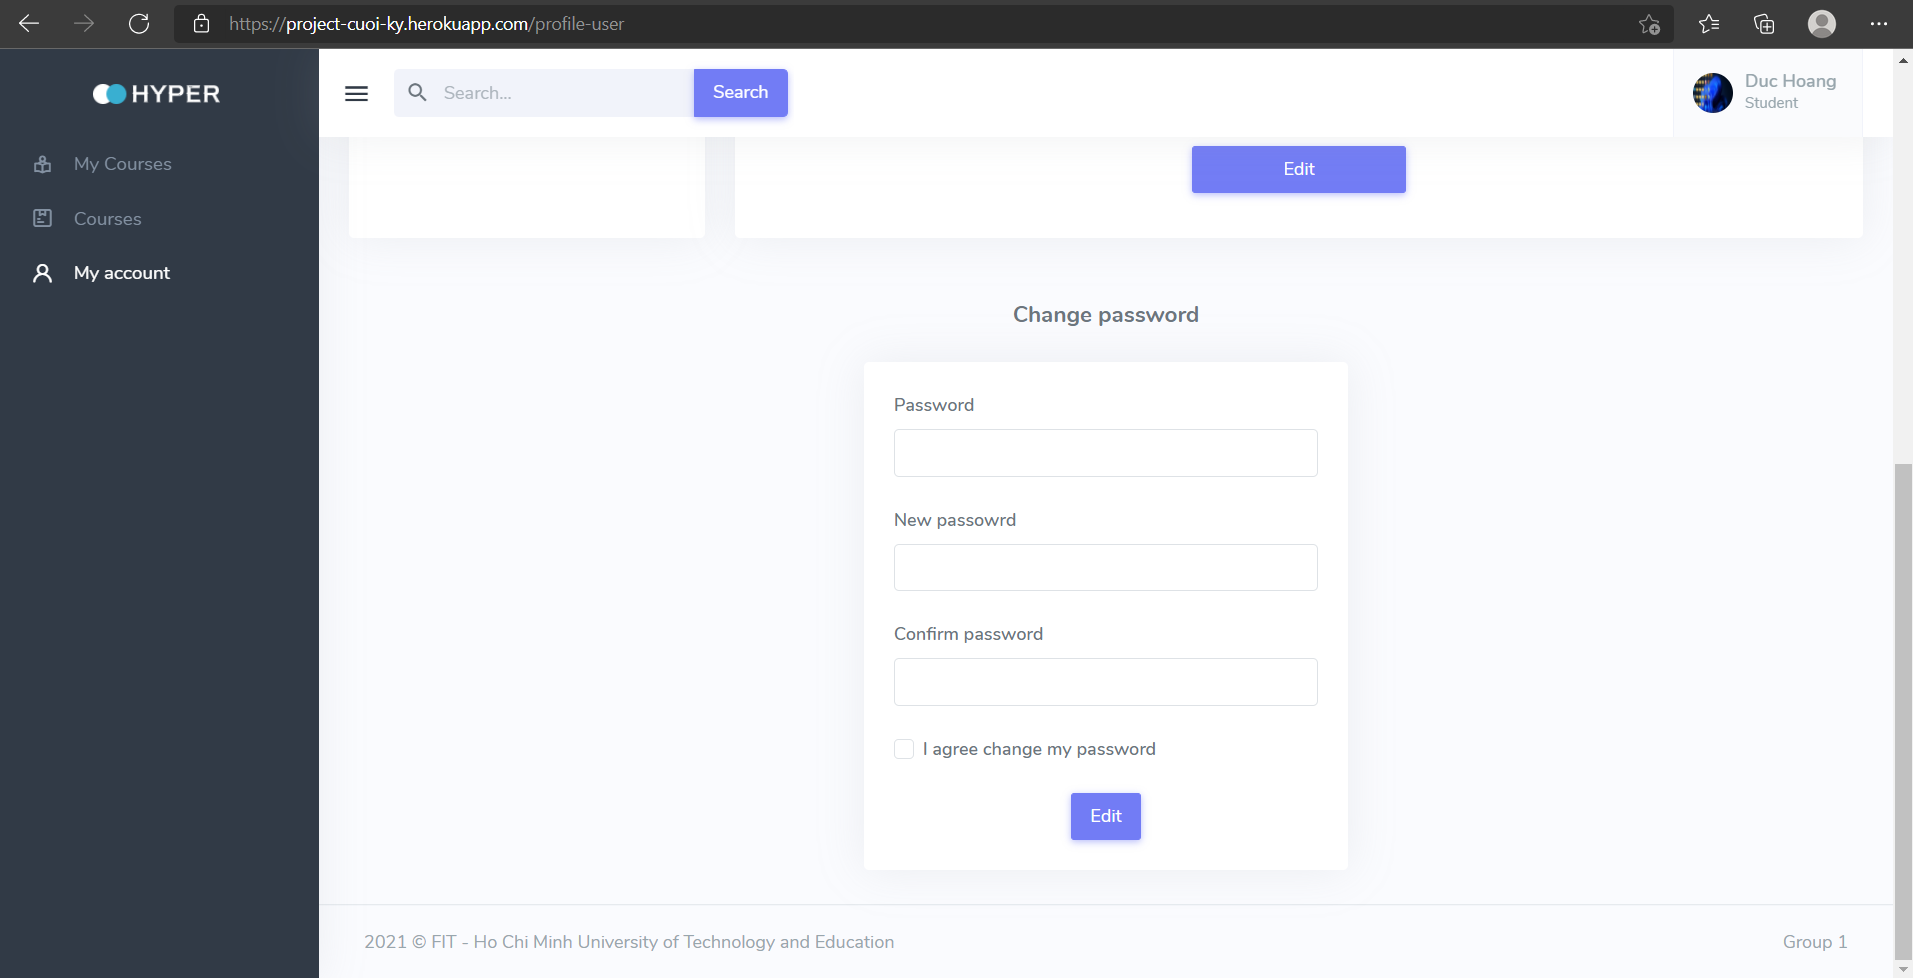 https://project-cuoi-ky.herokuapp.com/profile-user
HYPER
Search...
Search
Duc Hoang
Student
My Courses
Courses
My account
Edit
Change password
Password
New passowrd
Confirm password
I agree change my password
Edit
2021 © FIT - Ho Chi Minh University of Technology and Education
Group 1